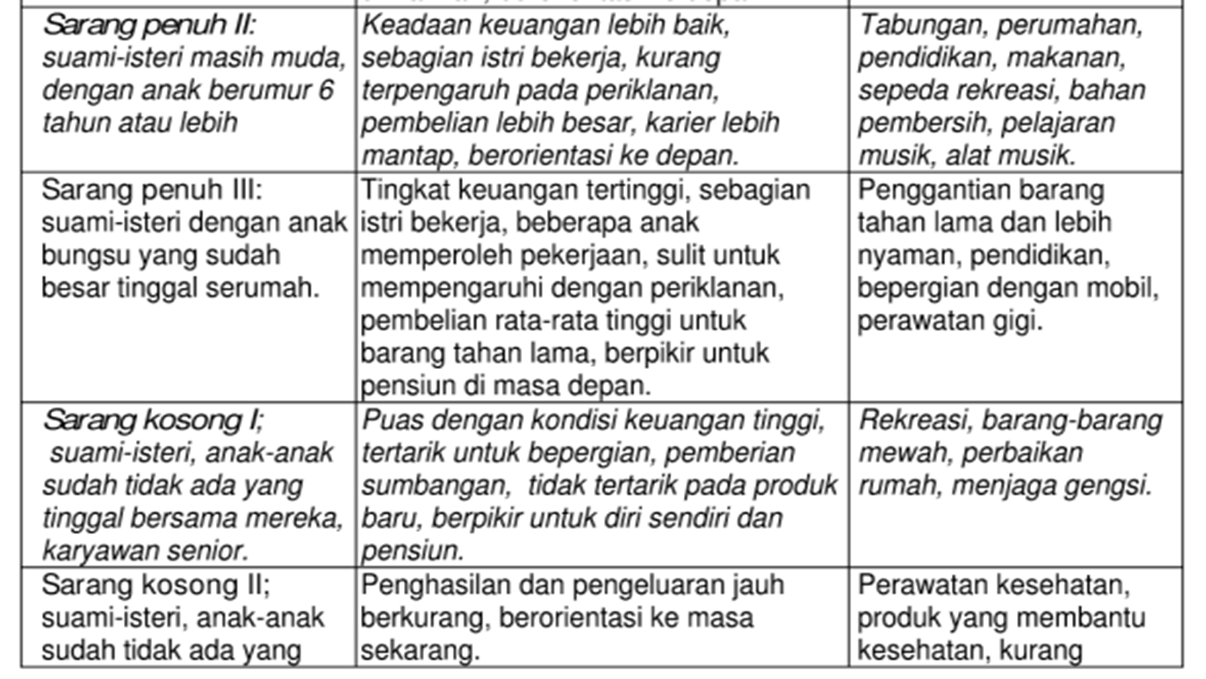 Sarang penuh II:
suami-isteri masih muda,
dengan anak berumur 6
tahun atau lebih
Keadaan keuangan lebih baik,
sebagian istri bekerja, kurang
terpengaruh pada periklanan,
pembelian lebih besar, karier lebih
mantap, berorientasi ke depan.
Tabungan, perumahan,
pendidikan, makanan,
sepeda rekreasi, bahan
pembersih, pelajaran
musik, alat musik.
Sarang penuh III:
suami-isteri dengan anak
bungsu yang sudah
besar tinggal serumah.
Tingkat keuangan tertinggi, sebagian
istri bekerja, beberapa anak
memperoleh pekerjaan, sulit untuk
mempengaruhi dengan periklanan,
pembelian rata-rata tinggi untuk
barang tahan lama, berpikir untuk
pensiun di masa depan.
Penggantian barang
tahan lama dan lebih
nyaman, pendidikan,
bepergian dengan mobil,
perawatan gigi.
Sarang kosong I;
suami-isteri, anak-anak
sudah tidak ada yang
tinggal bersama mereka,
karyawan senior.
Puas dengan kondisi keuangan tinggi,
tertarik untuk bepergian, pemberian
sumbangan, tidak tertarik pada produk
baru, berpikir untuk diri sendiri dan
pensiun.
Rekreasi, barang-barang
mewah, perbaikan
rumah, menjaga gengsi.
Sarang kosong II;
suami-isteri, anak-anak
sudah tidak ada yang
Penghasilan dan pengeluaran jauh
berkurang, berorientasi ke masa
sekarang.
Perawatan kesehatan,
produk yang membantu
kesehatan, kurang